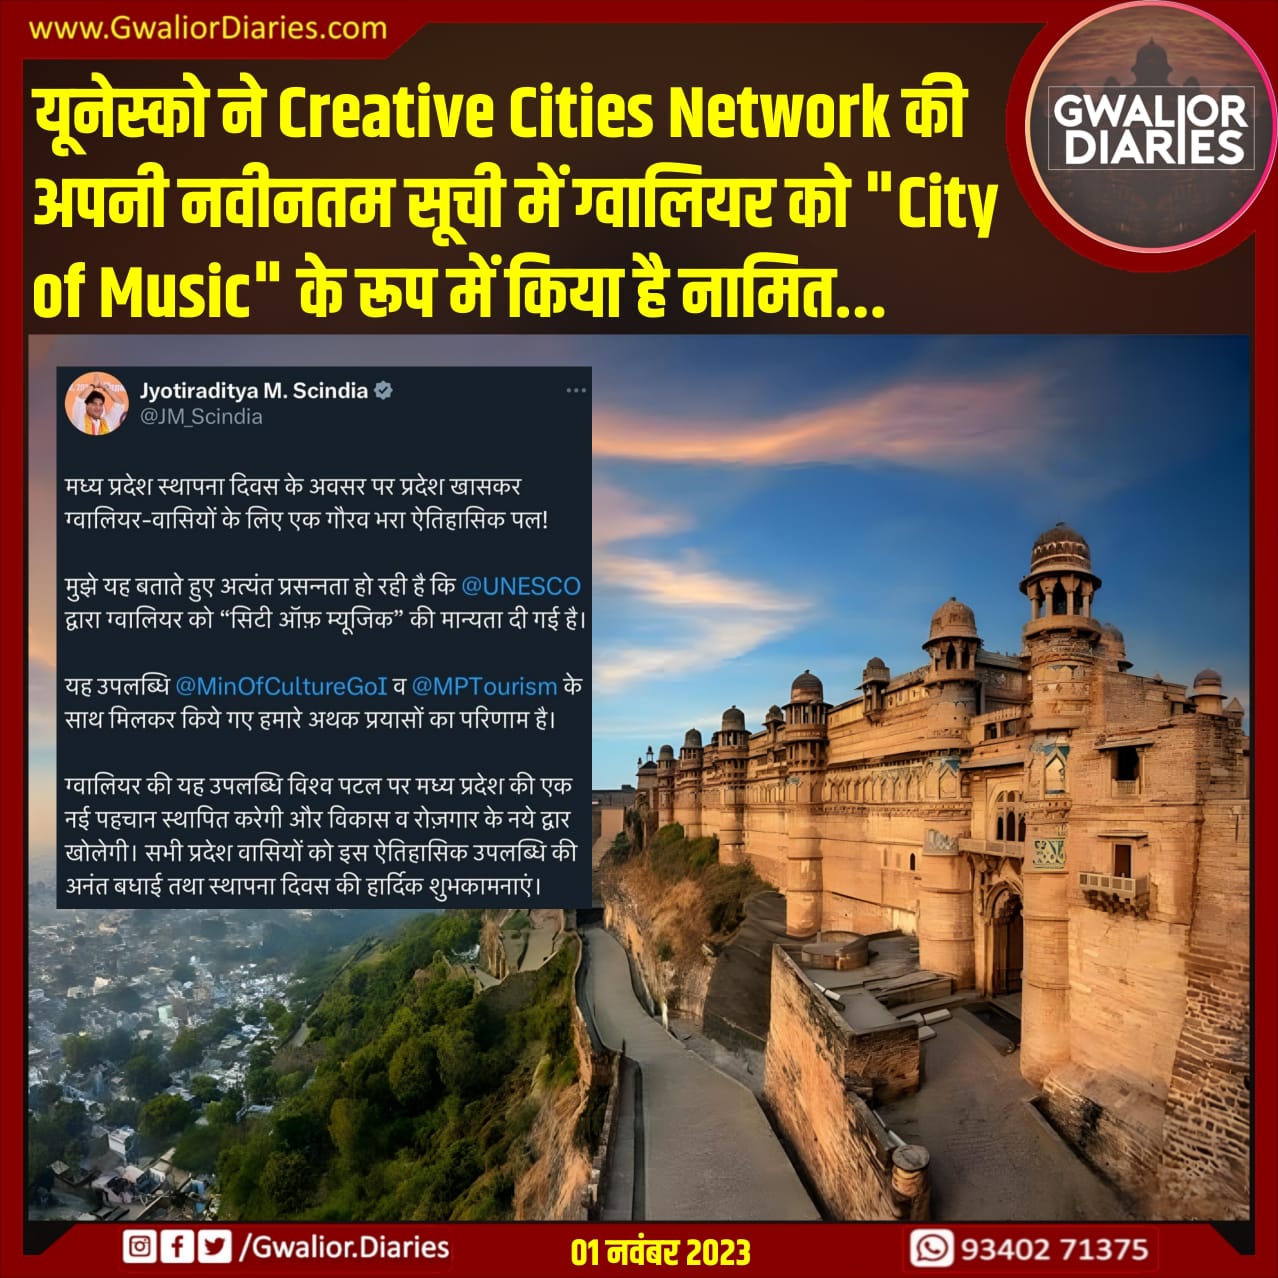 www.GwaliorDiaries.com
GWALIOR
DIARIES
यूनेस्को ने Creative Cities Network की
अपनी नवीनतम सूची में ग्वालियर को "City
of Music" के रूप में किया है नामित...
Jyotiraditya M. Scindia
@JM_Scindia
मध्य प्रदेश स्थापना दिवस के अवसर पर प्रदेश खासकर
ग्वालियर-वासियों के लिए एक गौरव भरा ऐतिहासिक पल!
मुझे यह बताते हुए अत्यंत प्रसन्नता हो रही है कि @UNESCO
द्वारा ग्वालियर को “सिटी ऑफ़ म्यूजिक” की मान्यता दी गई है।
यह उपलब्धि @MinOfCultureGoI व @MPTourism के
साथ मिलकर किये गए हमारे अथक प्रयासों का परिणाम है।
ग्वालियर की यह उपलब्धि विश्व पटल पर मध्य प्रदेश की एक
नई पहचान स्थापित करेगी और विकास व रोज़गार के नये द्वार
खोलेगी। सभी प्रदेश वासियों को इस ऐतिहासिक उपलब्धि की
अनंत बधाई तथा स्थापना दिवस की हार्दिक शुभकामनाएं।
/Gwalior.Diaries
01 नवंबर 2023
93402 71375